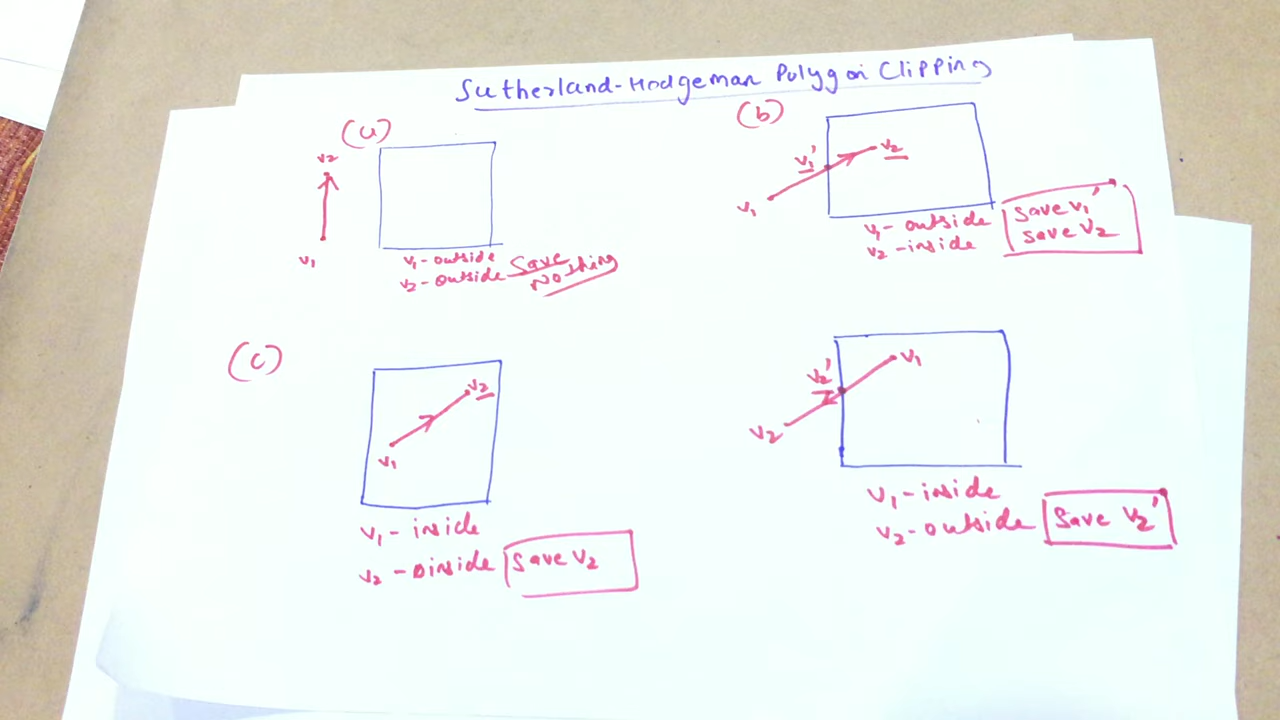 Sutherland-Hodgeman Polygon Clipping
(a)
v2
v1
v1-outside
v2-outside Save
Nothing
(b)
v1'
v2
v1
v1-outside
v2-inside
Save v1'
Save v2
(c)
v2
v1
v1-inside
v2-inside
Save v2
v1
v2'
v2
v1-inside
v2-outside
Save v2'